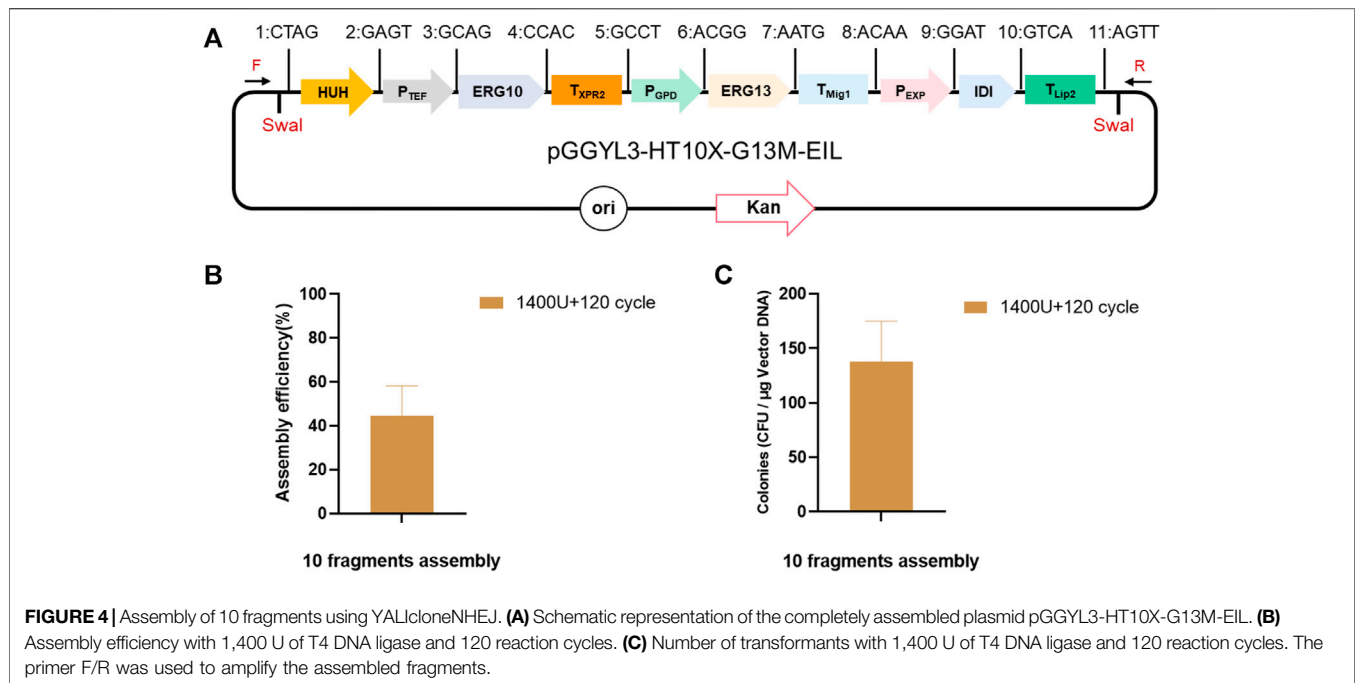 A
1:CTAG 2:GAGT 3:GCAG 4:CCAC 5:GCCT 6:ACGG 7:AATG 8:ACAA 9:GGAT 10:GTCA 11:AGTT
F R
HUH PTEF ERG10 TXPR2 PGPD ERG13 TMig1 PEXP IDI TLip2
SwaI SwaI
pGGYL3-HT10X-G13M-EIL
ori Kan
B
100
80
60
40
20
0
Assembly efficiency(%)
1400U+120 cycle
10 fragments assembly
C
200
150
100
50
0
Colonies (CFU / μg Vector DNA)
1400U+120 cycle
10 fragments assembly
FIGURE 4 | Assembly of 10 fragments using YALIcloneNHEJ. (A) Schematic representation of the completely assembled plasmid pGGYL3-HT10X-G13M-EIL. (B)
Assembly efficiency with 1,400 U of T4 DNA ligase and 120 reaction cycles. (C) Number of transformants with 1,400 U of T4 DNA ligase and 120 reaction cycles. The
primer F/R was used to amplify the assembled fragments.